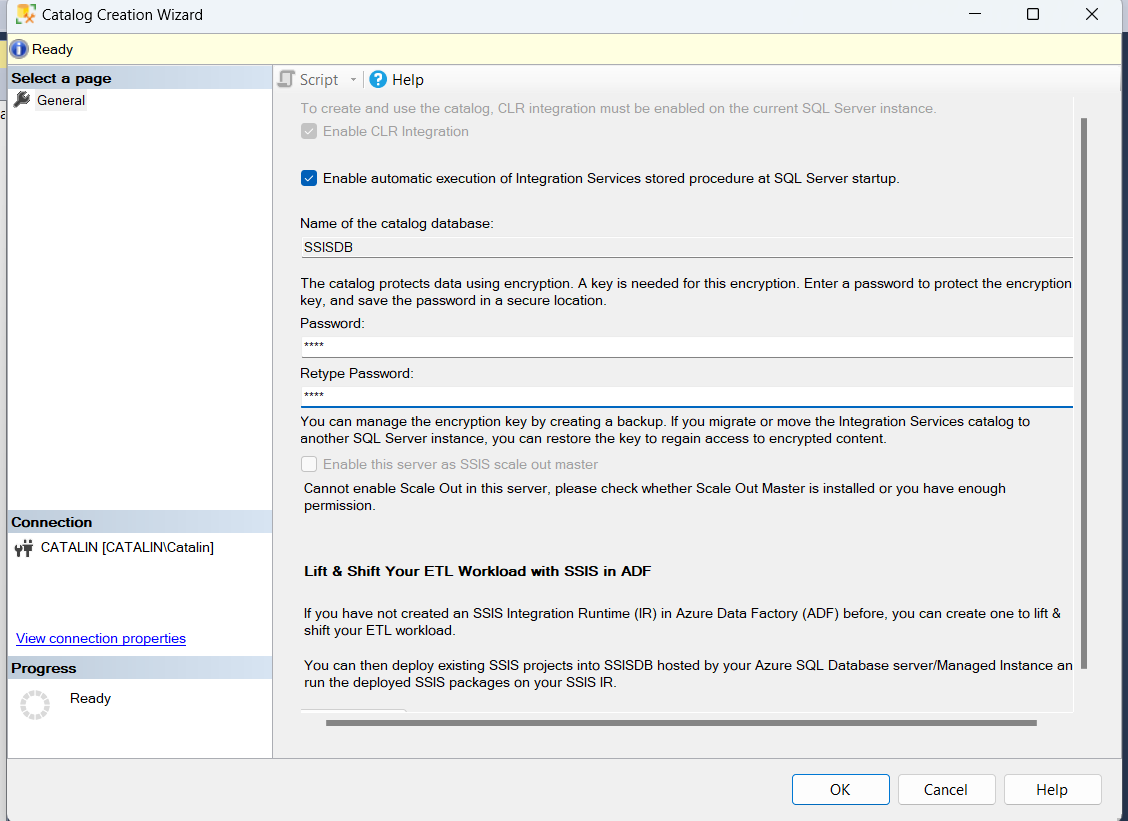 Catalog Creation Wizard
Ready
Select a page
General
Script
Help
To create and use the catalog, CLR integration must be enabled on the current SQL Server instance.
Enable CLR Integration
Enable automatic execution of Integration Services stored procedure at SQL Server startup.
Name of the catalog database:
SSISDB
The catalog protects data using encryption. A key is needed for this encryption. Enter a password to protect the encryption
key, and save the password in a secure location.
Password:
****
Retype Password:
****
You can manage the encryption key by creating a backup. If you migrate or move the Integration Services catalog to
another SQL Server instance, you can restore the key to regain access to encrypted content.
Enable this server as SSIS scale out master
Cannot enable Scale Out in this server, please check whether Scale Out Master is installed or you have enough
permission.
Lift & Shift Your ETL Workload with SSIS in ADF
If you have not created an SSIS Integration Runtime (IR) in Azure Data Factory (ADF) before, you can create one to lift &
shift your ETL workload.
You can then deploy existing SSIS projects into SSISDB hosted by your Azure SQL Database server/Managed Instance an
run the deployed SSIS packages on your SSIS IR.
Connection
CATALIN [CATALIN\Catalin]
View connection properties
Progress
Ready
OK
Cancel
Help